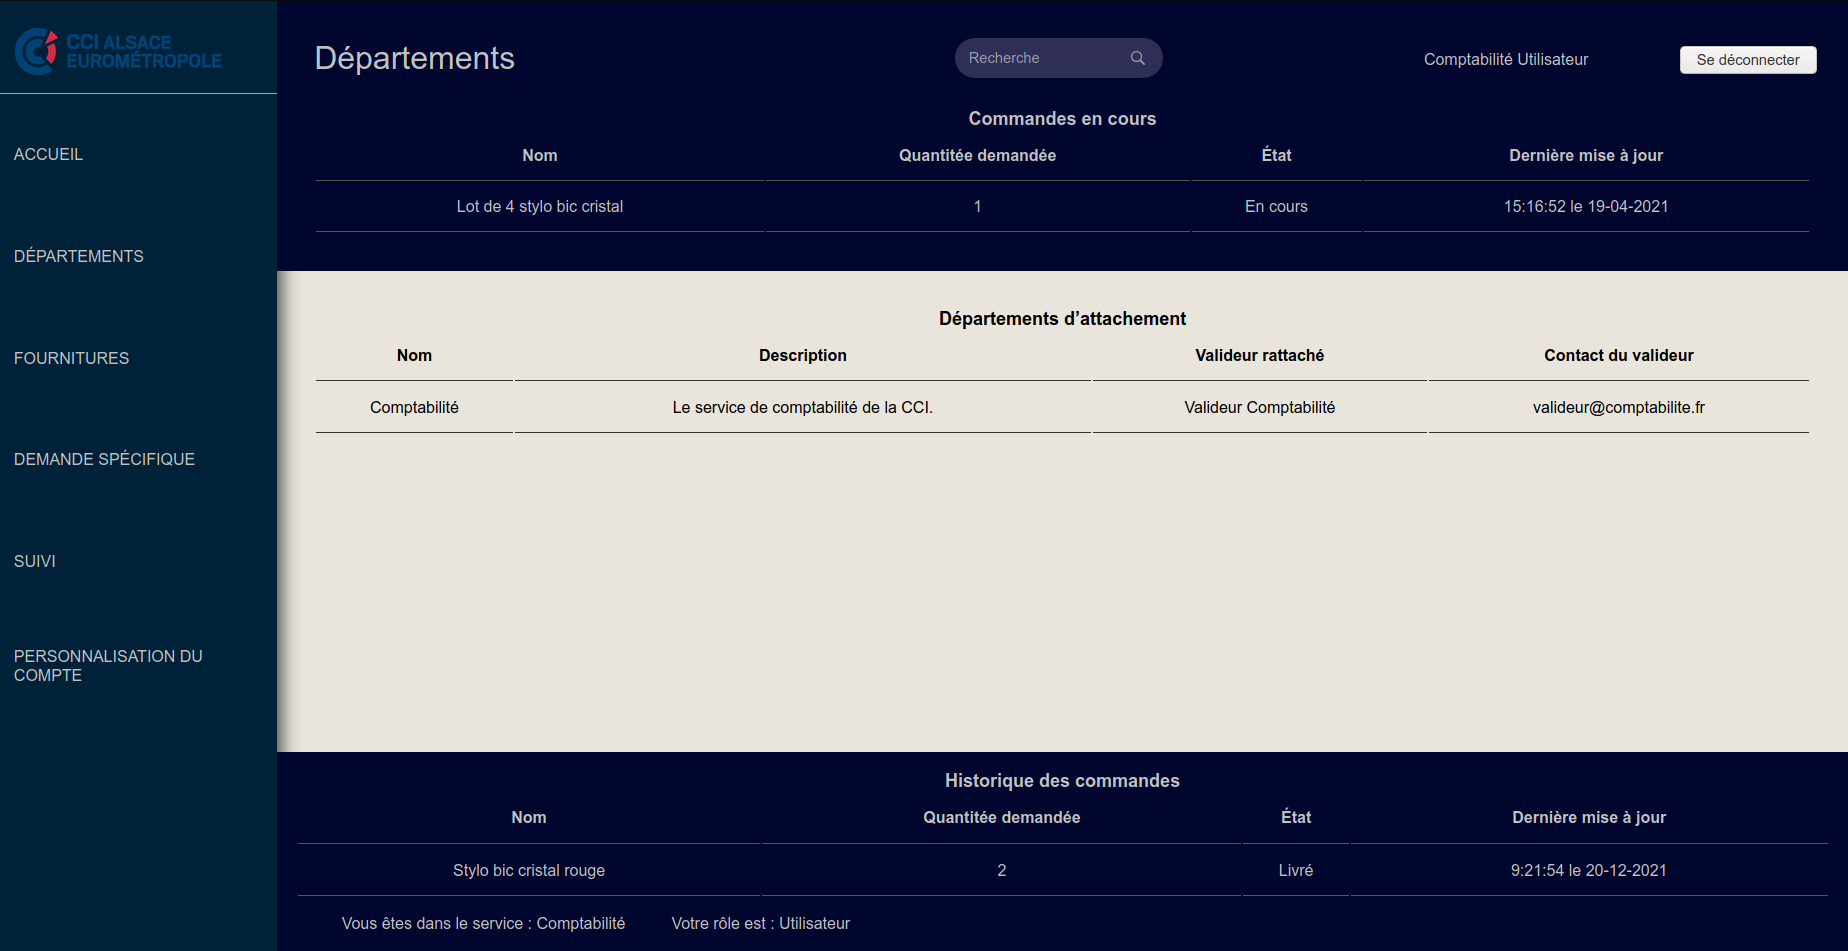 CCI ALSACE
EUROMÉTROPOLE
ACCUEIL
DÉPARTEMENTS
FOURNITURES
DEMANDE SPÉCIFIQUE
SUIVI
PERSONNALISATION DU
COMPTE
Départements
Recherche
Comptabilité Utilisateur
Se déconnecter
Commandes en cours
Nom Quantitée demandée État Dernière mise à jour
Lot de 4 stylo bic cristal 1 En cours 15:16:52 le 19-04-2021
Départements d’attachement
Nom Description Valideur rattaché Contact du valideur
Comptabilité Le service de comptabilité de la CCI. Valideur Comptabilité valideur@comptabilite.fr
Historique des commandes
Nom Quantitée demandée État Dernière mise à jour
Stylo bic cristal rouge 2 Livré 9:21:54 le 20-12-2021
Vous êtes dans le service : Comptabilité Votre rôle est : Utilisateur